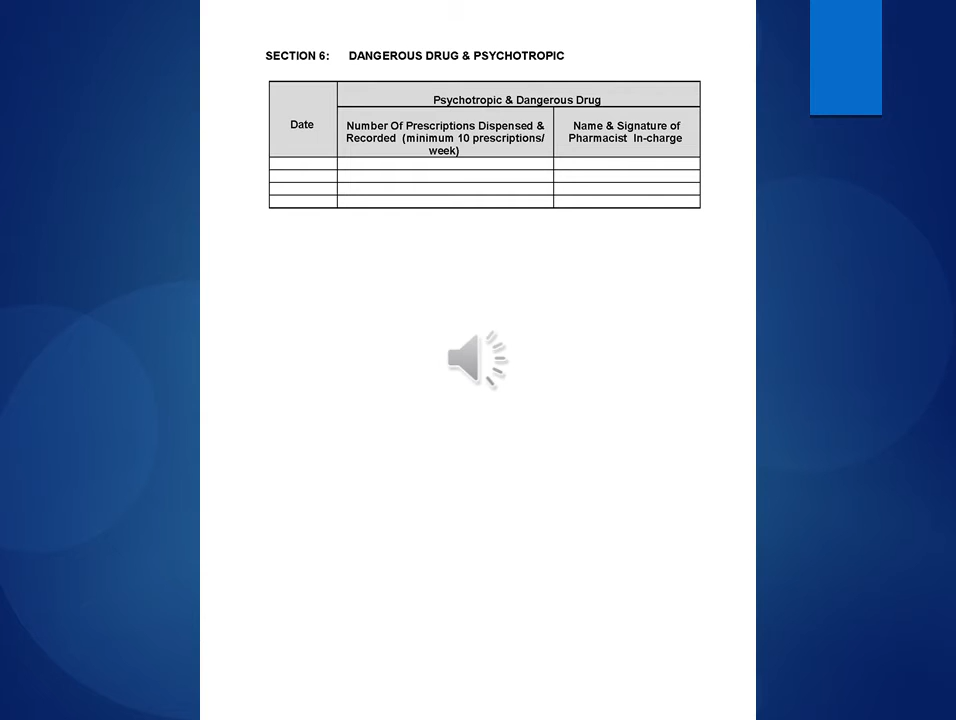 SECTION 6: DANGEROUS DRUG & PSYCHOTROPIC
Psychotropic & Dangerous Drug
Date
Number Of Prescriptions Dispensed &
Recorded (minimum 10 prescriptions/
week)
Name & Signature of
Pharmacist In-charge